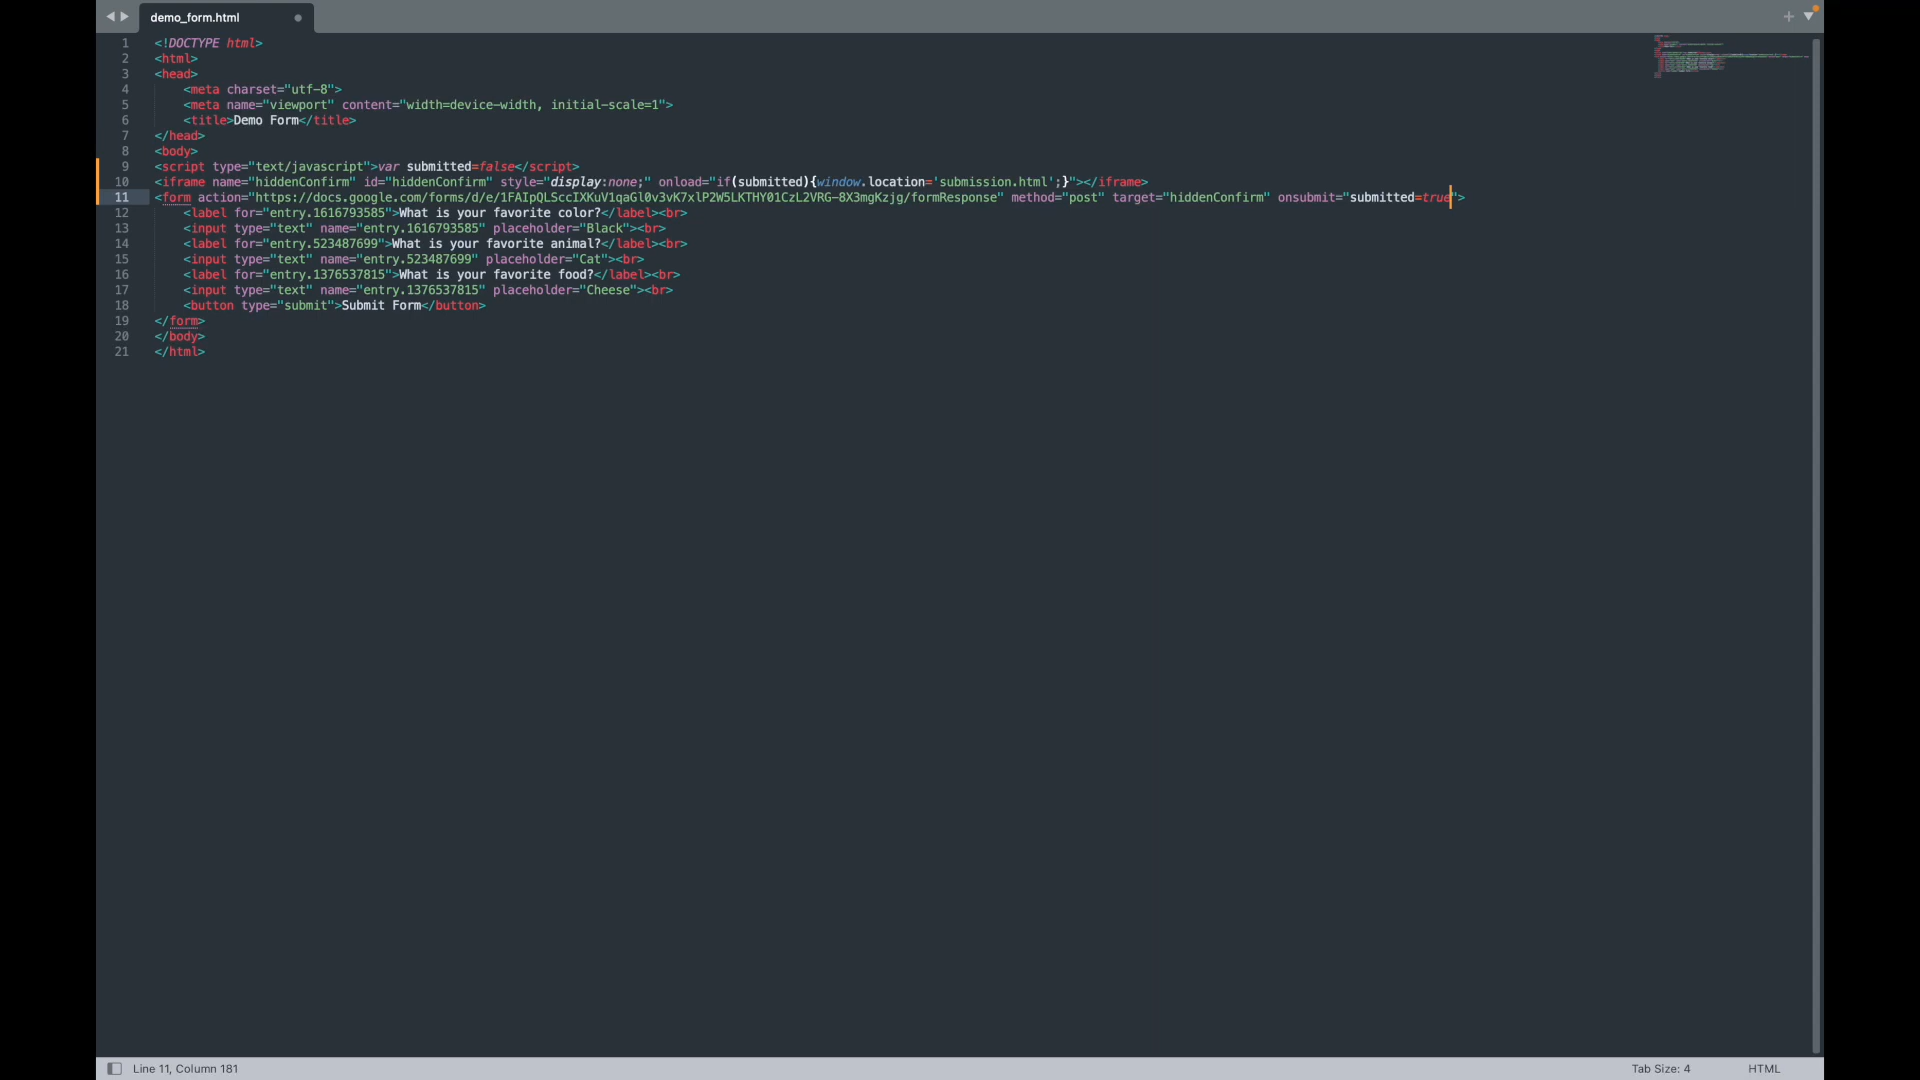 demo_form.html
1 <!DOCTYPE html>
2 <html>
3 <head>
4     <meta charset="utf-8">
5     <meta name="viewport" content="width=device-width, initial-scale=1">
6     <title>Demo Form</title>
7 </head>
8 <body>
9 <script type="text/javascript">var submitted=false</script>
10 <iframe name="hiddenConfirm" id="hiddenConfirm" style="display:none;" onload="if(submitted){window.location='submission.html';}"></iframe>
11 <form action="https://docs.google.com/forms/d/e/1FAIpQLSccIXKuV1qaGl0v3vK7xlP2W5LKTHY01CzL2VRG-8X3mgKzjg/formResponse" method="post" target="hiddenConfirm" onsubmit="submitted=true">
12     <label for="entry.1616793585">What is your favorite color?</label><br>
13     <input type="text" name="entry.1616793585" placeholder="Black"><br>
14     <label for="entry.523487699">What is your favorite animal?</label><br>
15     <input type="text" name="entry.523487699" placeholder="Cat"><br>
16     <label for="entry.1376537815">What is your favorite food?</label><br>
17     <input type="text" name="entry.1376537815" placeholder="Cheese"><br>
18     <button type="submit">Submit Form</button>
19 </form>
20 </body>
21 </html>
Line 11, Column 181 Tab Size: 4 HTML